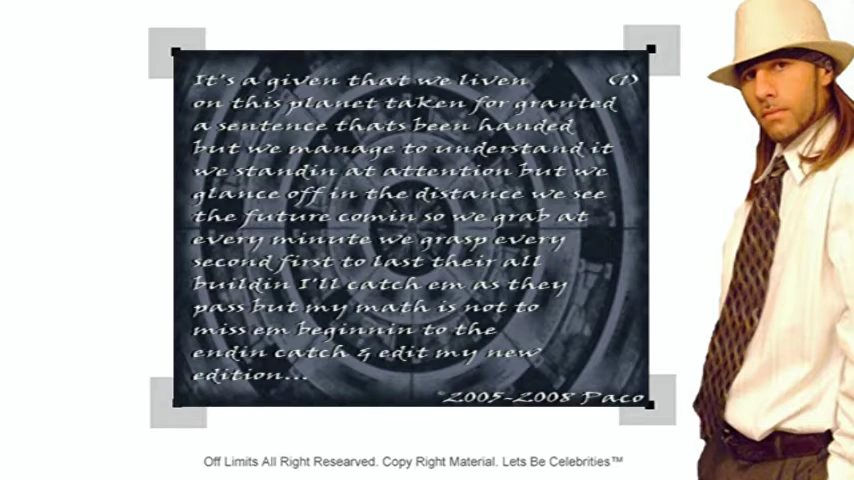 It's a given that we liven (1)
on this planet taken for granted
a sentence thats been handed
but we manage to understand it
we standin at attention but we
glance off in the distance we see
the future comin so we grab at
every minute we grasp every
second first to last their all
buildin I'll catch em as they
pass but my math is not to
miss em beginnin to the
endin catch & edit my new
edition...
©2005-2008 Paco
Off Limits All Right Researved. Copy Right Material. Lets Be Celebrities™